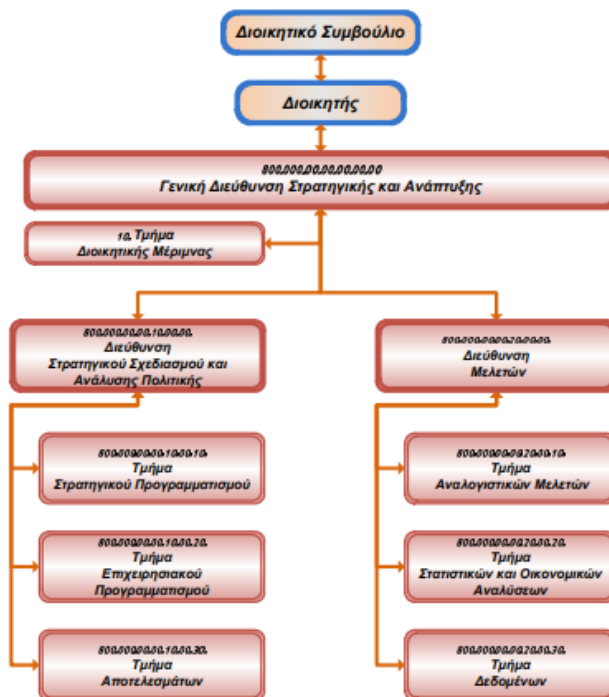 Διοικητικό Συμβούλιο
Διοικητής
800.000.00.00.00.00.00
Γενική Διεύθυνση Στρατηγικής και Ανάπτυξης
10. Τμήμα
Διοικητικής Μέριμνας
Διεύθυνση
Στρατηγικού Σχεδιασμού και
Ανάλυσης Πολιτικής
Διεύθυνση
Μελετών
Τμήμα
Στρατηγικού Προγραμματισμού
Τμήμα
Αναλογιστικών Μελετών
Τμήμα
Επιχειρησιακού
Προγραμματισμού
Τμήμα
Στατιστικών και Οικονομικών
Αναλύσεων
Τμήμα
Αποτελεσμάτων
Τμήμα
Δεδομένων